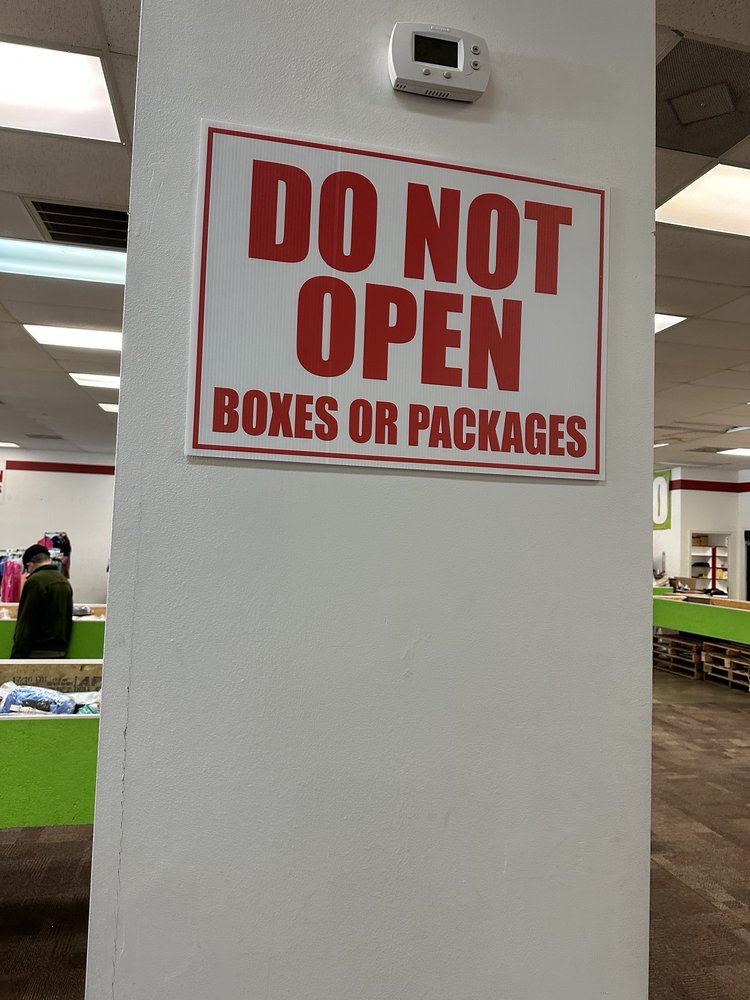 DO NOT
OPEN
BOXES OR PACKAGES